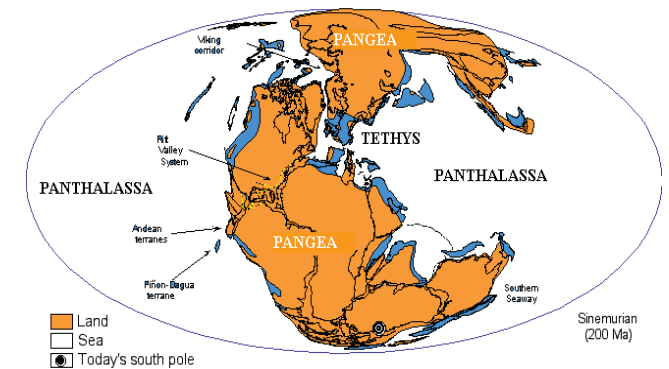 Viking
corridor
PANGEA
Rift
Valley
System
TETHYS
PANTHALASSA
PANTHALASSA
Andean
terranes
PANGEA
Piñon-Dagua
terrane
Southern
Seaway
Land
Sea
Today's south pole
Sinemurian
(200 Ma)